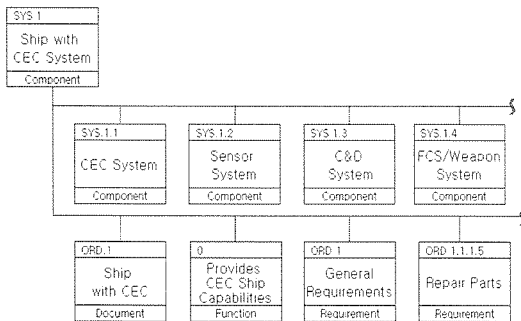 SYS 1
Ship with
CEC System
Component
SYS.1.1
CEC System
Component
SYS.1.2
Sensor
System
Component
SYS 1.3
C&D
System
Component
SYS.1.4
FCS/Weapon
System
Component
ORD.1
Ship
with CEC
Document
0
Provides
CEC Ship
Capabilities
Function
ORD 1
General
Requirements
Requirement
ORD 1.1.1.5
Repair Parts
Requirement